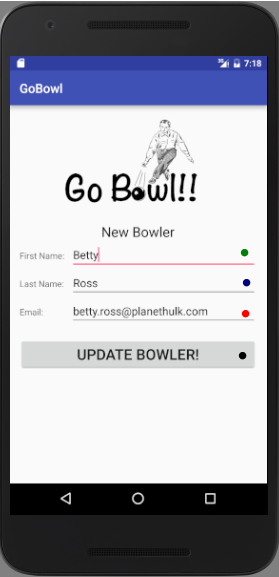 7:18
GoBowl
Go Bowl!!
New Bowler
First Name: Betty
Last Name: Ross
Email: betty.ross@planethulk.com
UPDATE BOWLER!